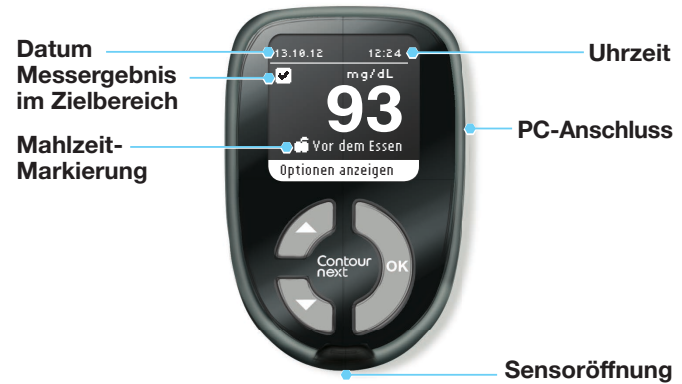 Datum
Messergebnis
im Zielbereich
Mahlzeit-
Markierung
13.10.12 12:24
mg/dL
93
Vor dem Essen
Optionen anzeigen
Contour
next
OK
Uhrzeit
PC-Anschluss
Sensoröffnung